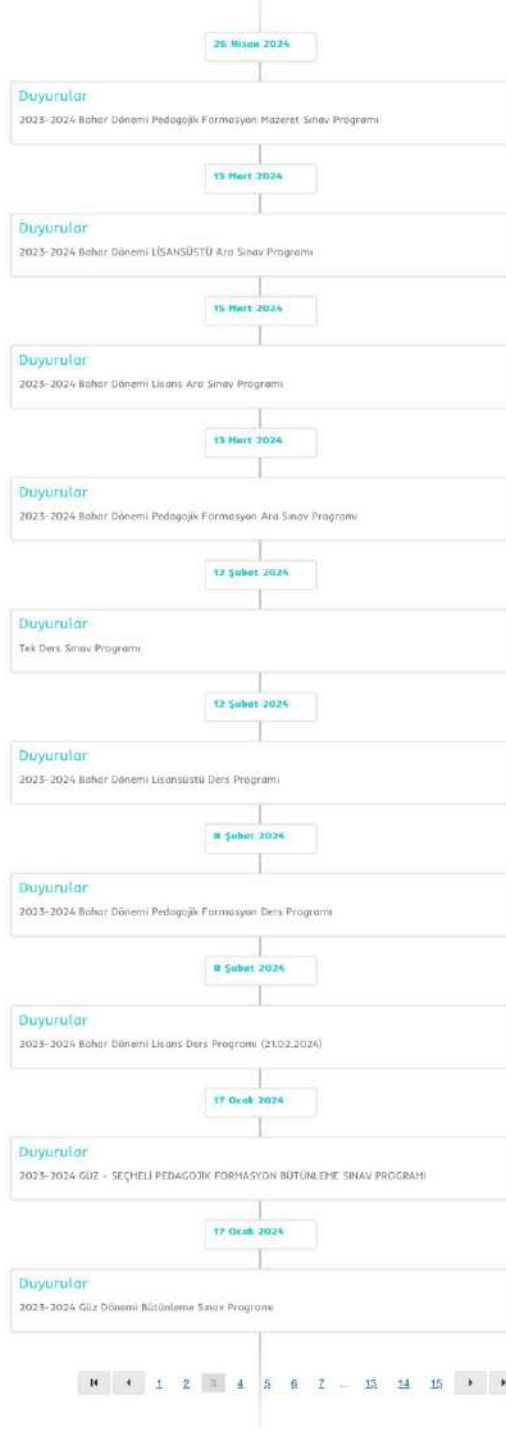 26 Nisan 2024
Duyurular
2023-2024 Bahar Dönemi Pedagojik Formasyon Mazeret Sınav Programı
15 Mart 2024
Duyurular
2023-2024 Bahar Dönemi LİSANSÜSTÜ Ara Sınav Programı
15 Mart 2024
Duyurular
2023-2024 Bahar Dönemi Lisans Ara Sınav Programı
13 Mart 2024
Duyurular
2023-2024 Bahar Dönemi Pedagojik Formasyon Ara Sınav Programı
12 Şubat 2024
Duyurular
Tek Ders Sınav Programı
12 Şubat 2024
Duyurular
2023-2024 Bahar Dönemi Lisansüstü Ders Programı
8 Şubat 2024
Duyurular
2023-2024 Bahar Dönemi Pedagojik Formasyon Ders Programı
8 Şubat 2024
Duyurular
2023-2024 Bahar Dönemi Lisans Ders Programı (21.02.2024)
17 Ocak 2024
Duyurular
2023-2024 GÜZ - SEÇMELİ PEDAGOJİK FORMASYON BÜTÜNLEME SINAV PROGRAMI
17 Ocak 2024
Duyurular
2023-2024 Güz Dönemi Bütünleme Sınav Programı
1 2 3 4 5 6 7 ... 13 14 15